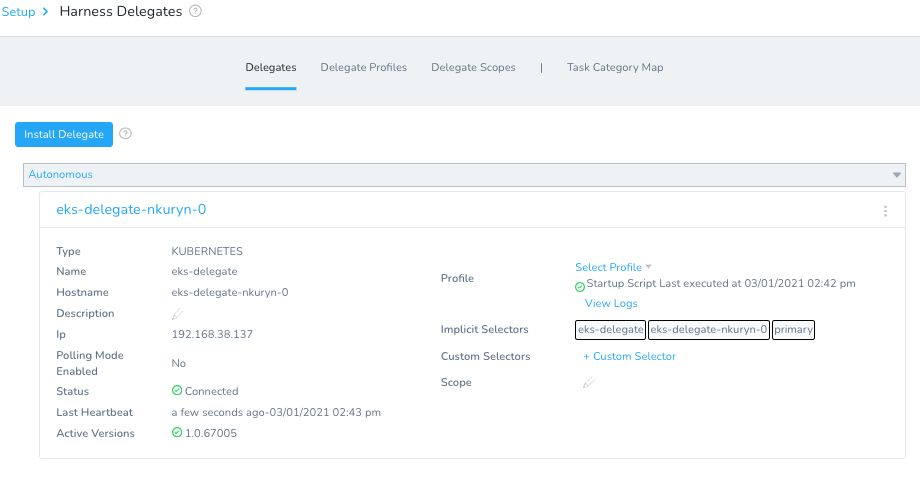 Setup > Harness Delegates ?
Delegates Delegate Profiles Delegate Scopes | Task Category Map
Install Delegate ?
Autonomous
eks-delegate-nkuryn-0
Type KUBERNETES
Name eks-delegate
Hostname eks-delegate-nkuryn-0
Description
Ip 192.168.38.137
Polling Mode
Enabled No
Status Connected
Last Heartbeat a few seconds ago-03/01/2021 02:43 pm
Active Versions 1.0.67005
Profile Select Profile
Startup Script Last executed at 03/01/2021 02:42 pm
View Logs
Implicit Selectors eks-delegate eks-delegate-nkuryn-0 primary
Custom Selectors + Custom Selector
Scope